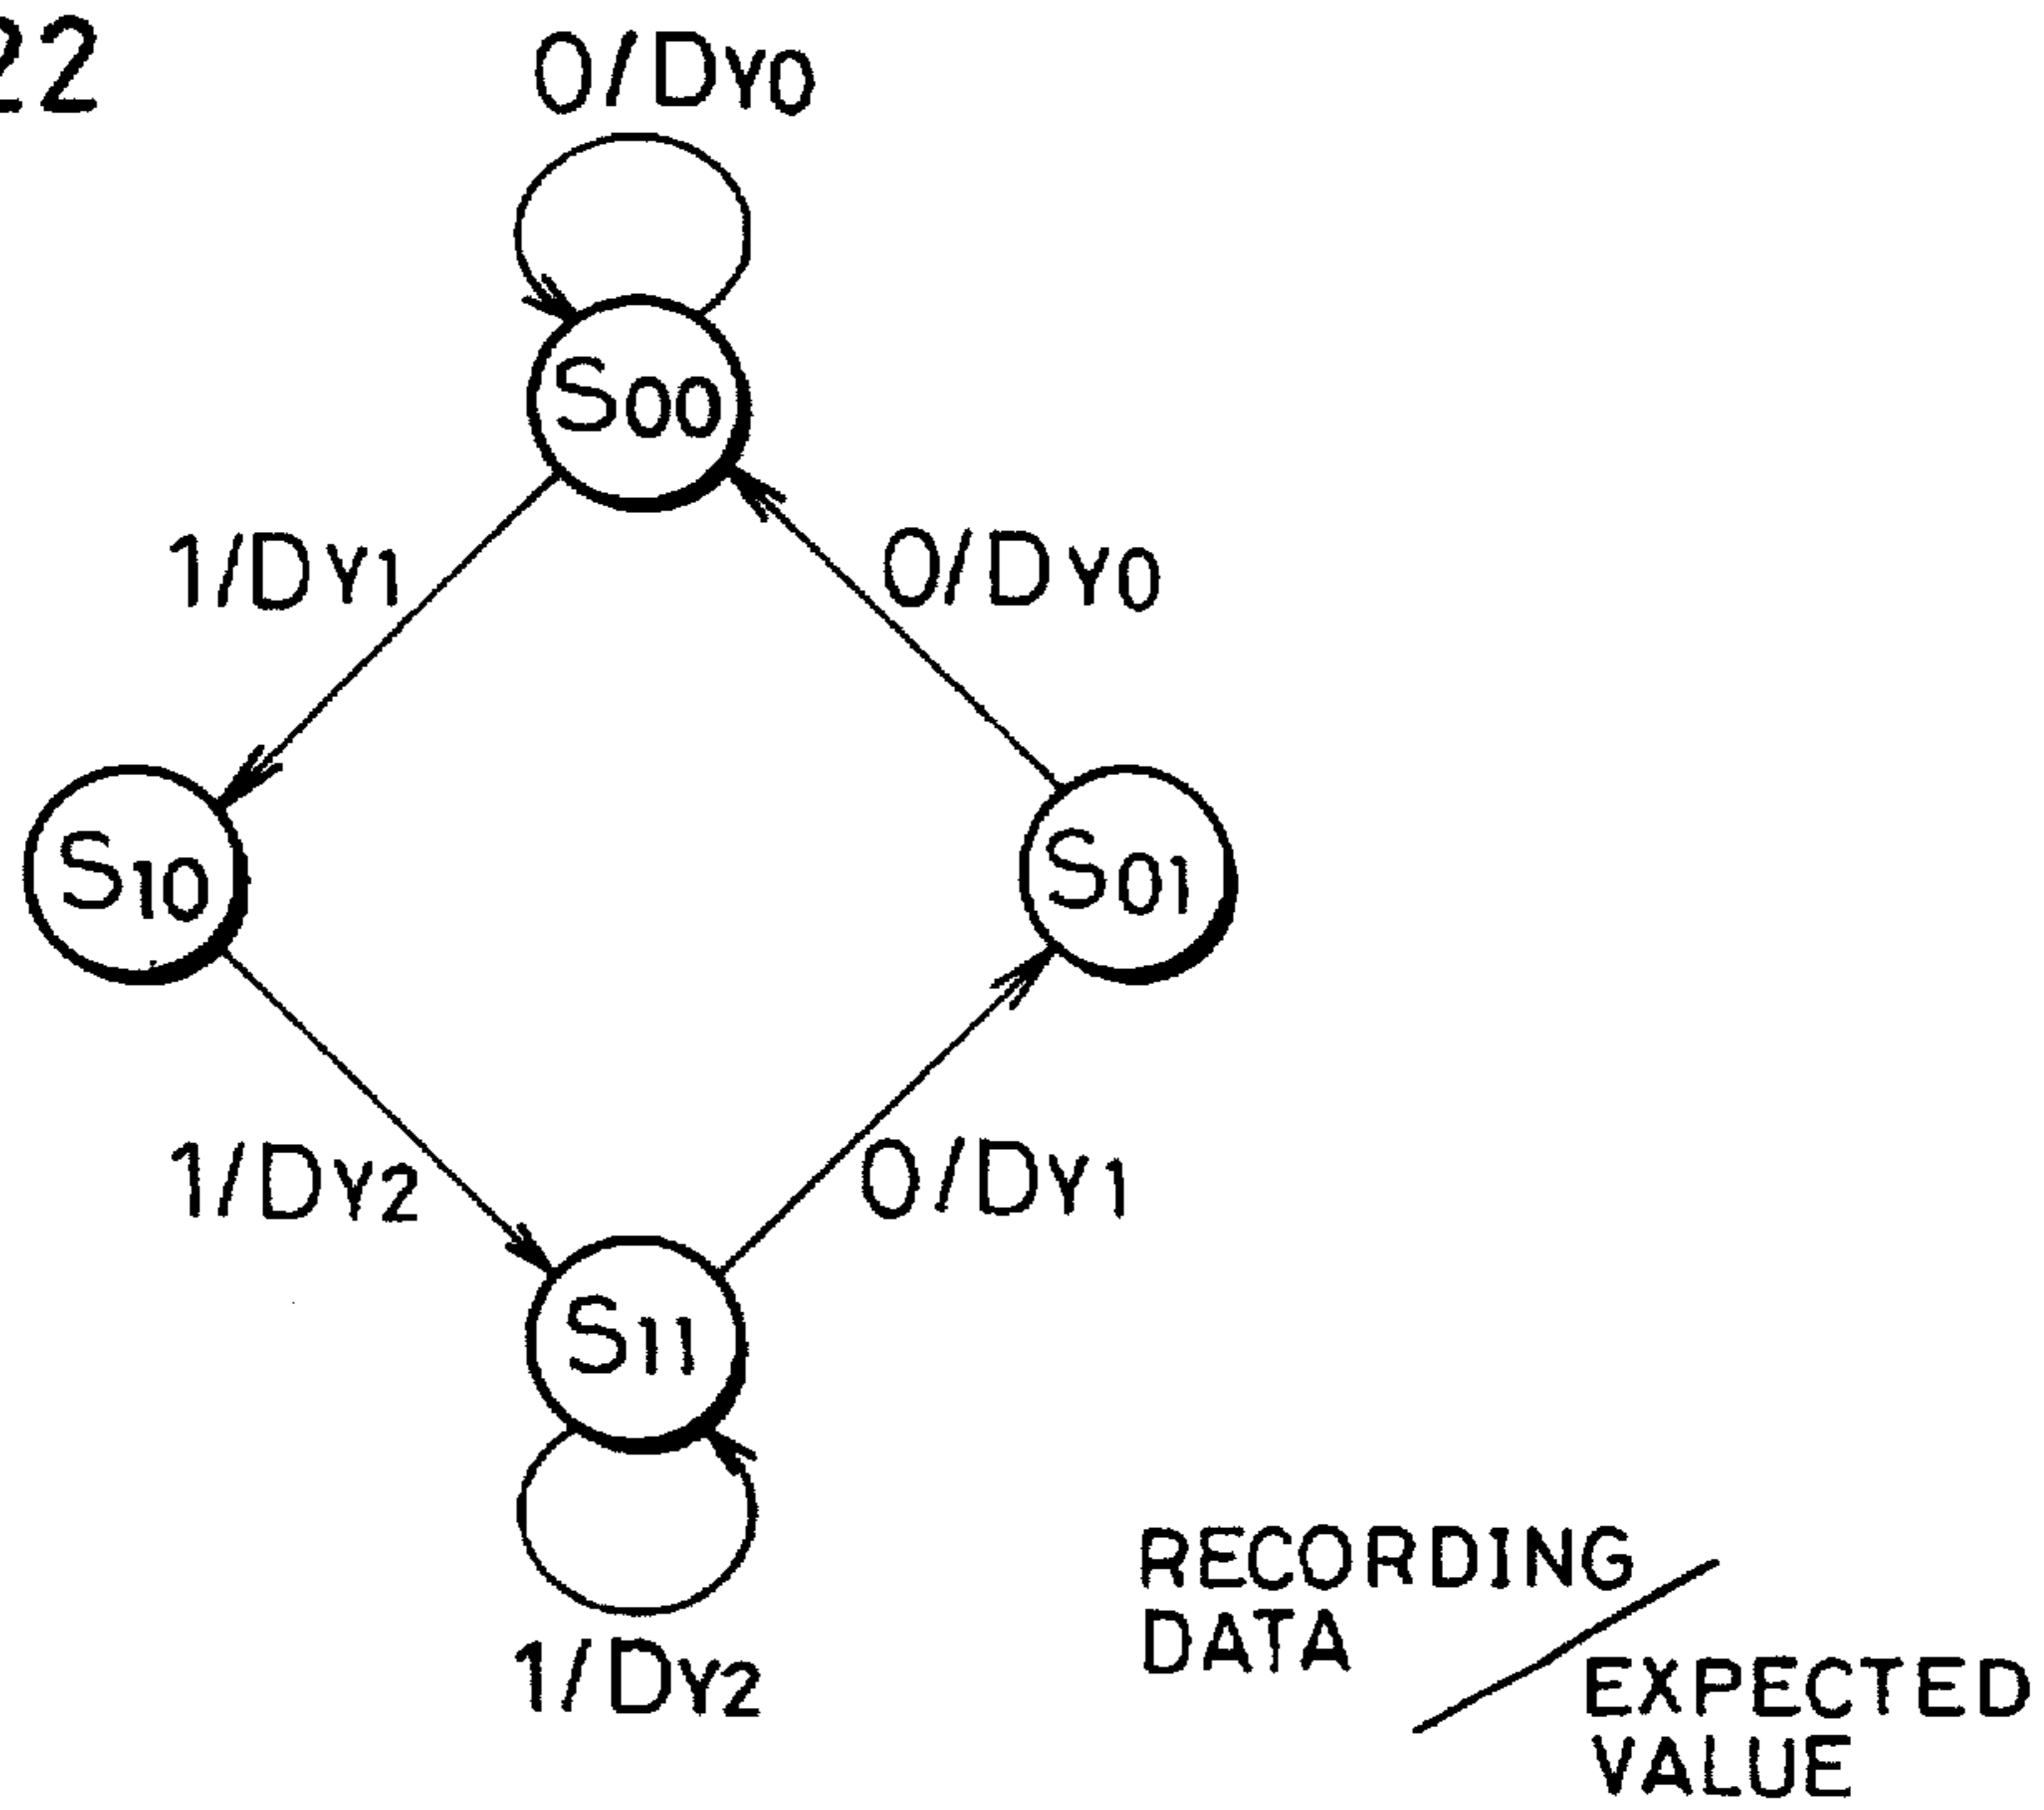 22
0/DY0
S00
1/DY1
0/DY0
S10
S01
1/DY2
0/DY1
S11
1/DY2
RECORDING
DATA
/
EXPECTED
VALUE